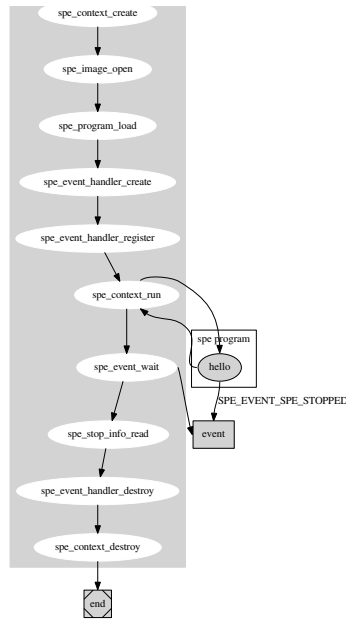 spe_context_create
spe_image_open
spe_program_load
spe_event_handler_create
spe_event_handler_register
spe_context_run
spe program
hello
spe_event_wait
SPE_EVENT_SPE_STOPPED
spe_stop_info_read
event
spe_event_handler_destroy
spe_context_destroy
end